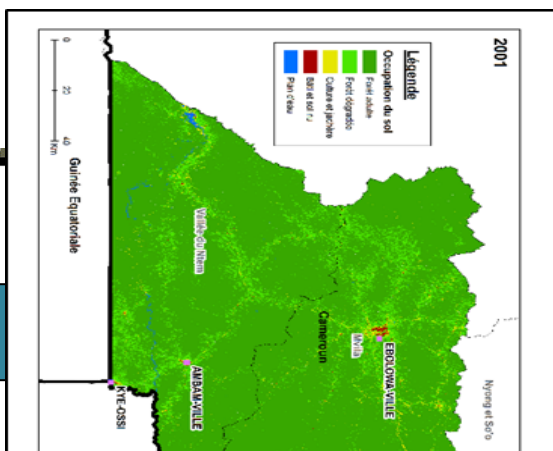 2001
Légende
Occupation du sol
Forêt adulte
Forêt dégradée
Culture et jachère
Bâti et sol nu
Plan d'eau
0
20
40
Km
Guinée Equatoriale
Vallée du Ntem
Cameroun
Mvila
EBOLOWA-VILLE
AMBAM-VILLE
KYE-OSSI
Nyong et So'o